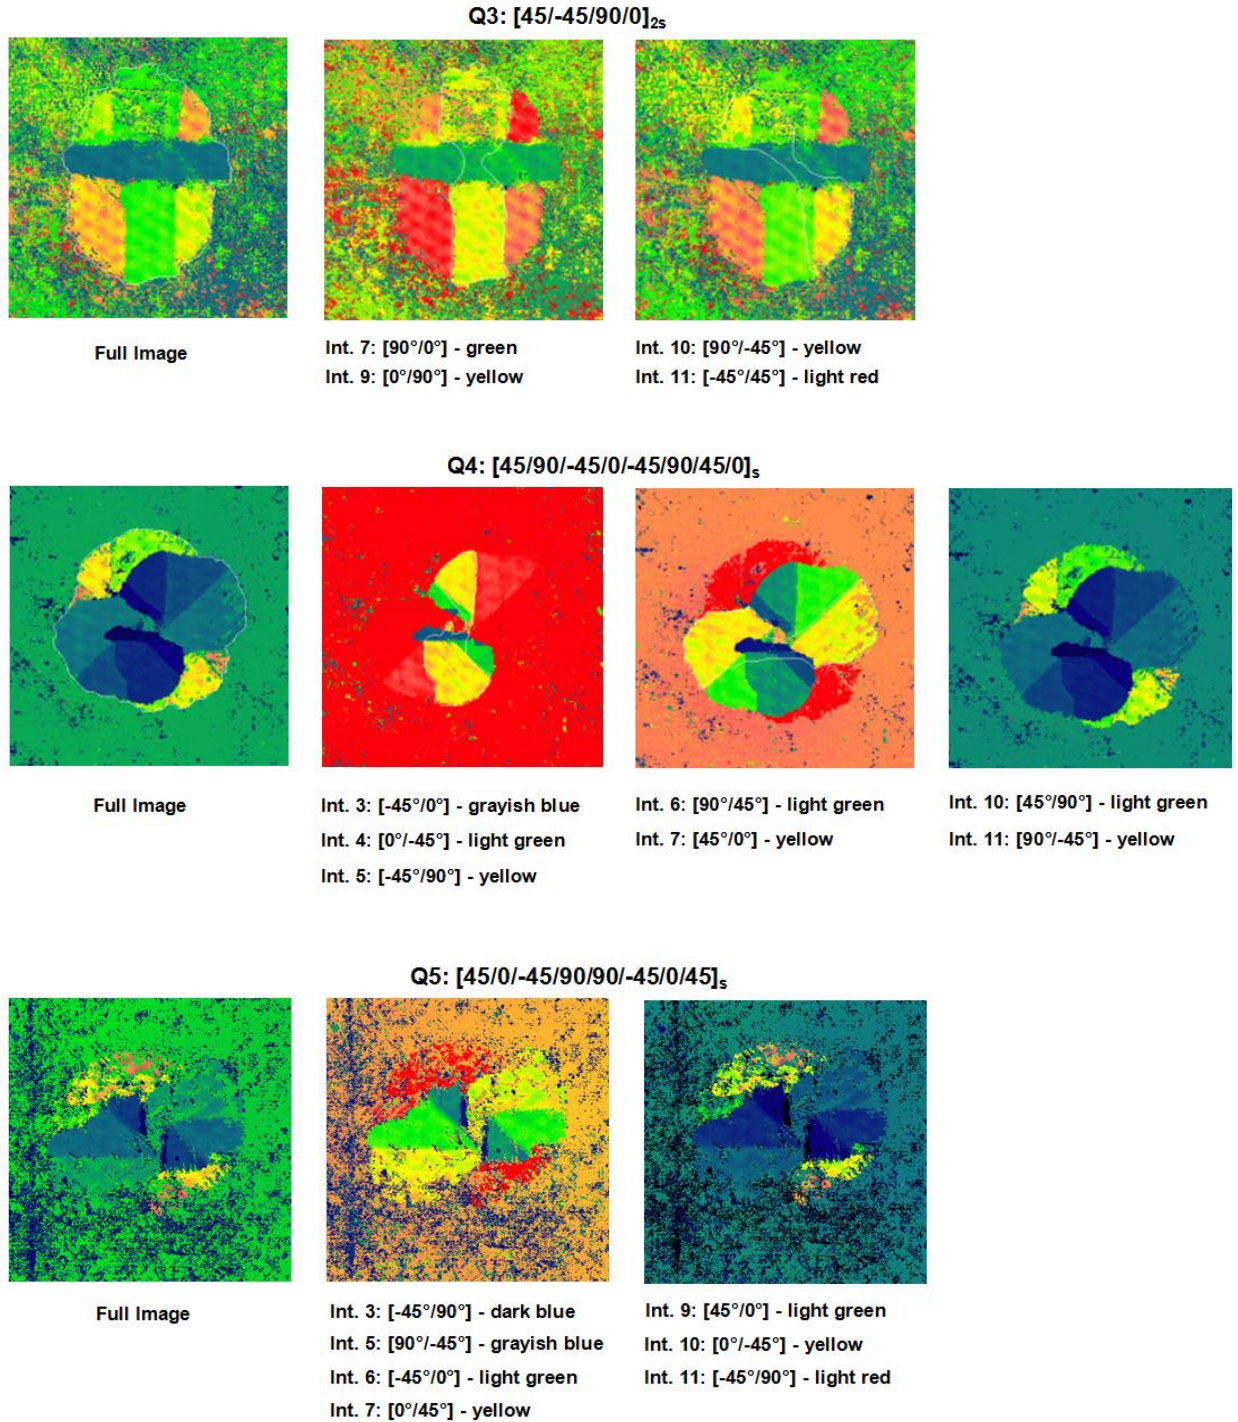 Q3: [45/-45/90/0]2s
Full Image
Int. 7: [90°/0°] - green
Int. 9: [0°/90°] - yellow
Int. 10: [90°/-45°] - yellow
Int. 11: [-45°/45°] - light red
Q4: [45/90/-45/0/-45/90/45/0]s
Full Image
Int. 3: [-45°/0°] - grayish blue
Int. 4: [0°/-45°] - light green
Int. 5: [-45°/90°] - yellow
Int. 6: [90°/45°] - light green
Int. 7: [45°/0°] - yellow
Int. 10: [45°/90°] - light green
Int. 11: [90°/-45°] - yellow
Q5: [45/0/-45/90/90/-45/0/45]s
Full Image
Int. 3: [-45°/90°] - dark blue
Int. 5: [90°/-45°] - grayish blue
Int. 6: [-45°/0°] - light green
Int. 7: [0°/45°] - yellow
Int. 9: [45°/0°] - light green
Int. 10: [0°/-45°] - yellow
Int. 11: [-45°/90°] - light red